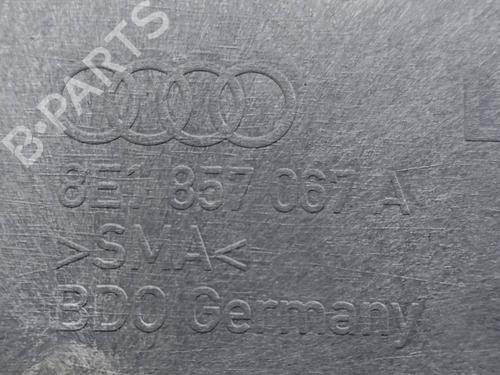 B·PARTS
8E1 857 067 A
>SMA<
BDO Germany